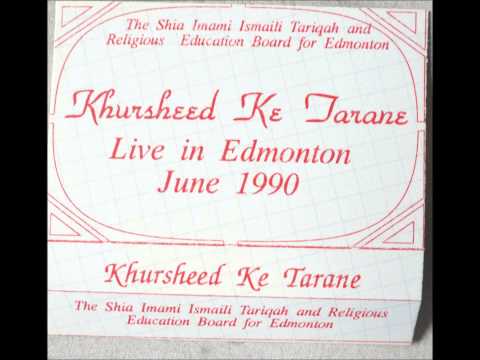 The Shia Imami Ismaili Tariqah and
Religious Education Board for Edmonton
Khursheed Ke Tarane
Live in Edmonton
June 1990
Khursheed Ke Tarane
The Shia Imami Ismaili Tariqah and Religious
Education Board for Edmonton